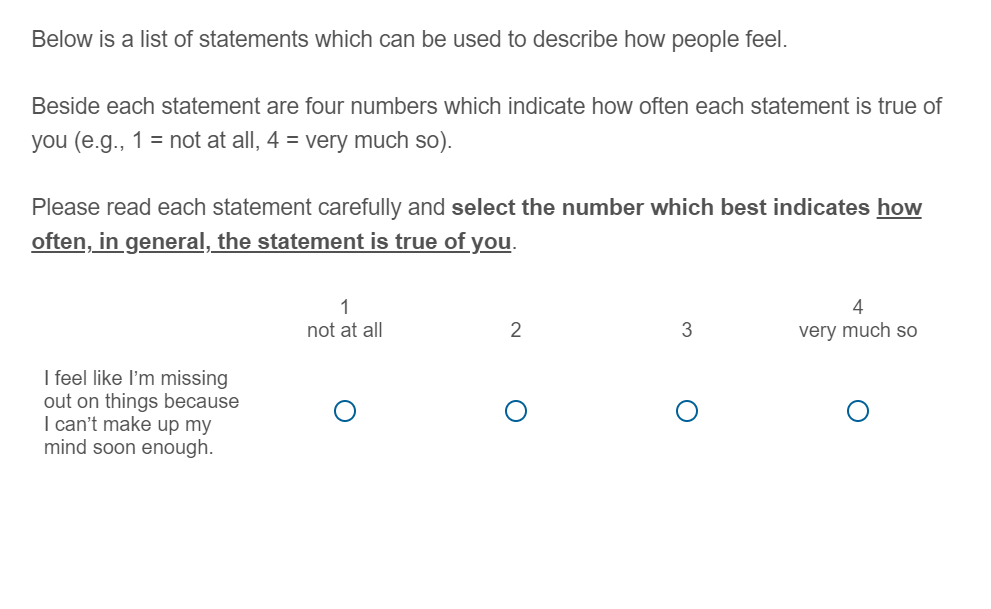 Below is a list of statements which can be used to describe how people feel.
Beside each statement are four numbers which indicate how often each statement is true of
you (e.g., 1 = not at all, 4 = very much so).
Please read each statement carefully and select the number which best indicates how
often, in general, the statement is true of you.
1
not at all
2
3
4
very much so
I feel like I’m missing
out on things because
I can’t make up my
mind soon enough.